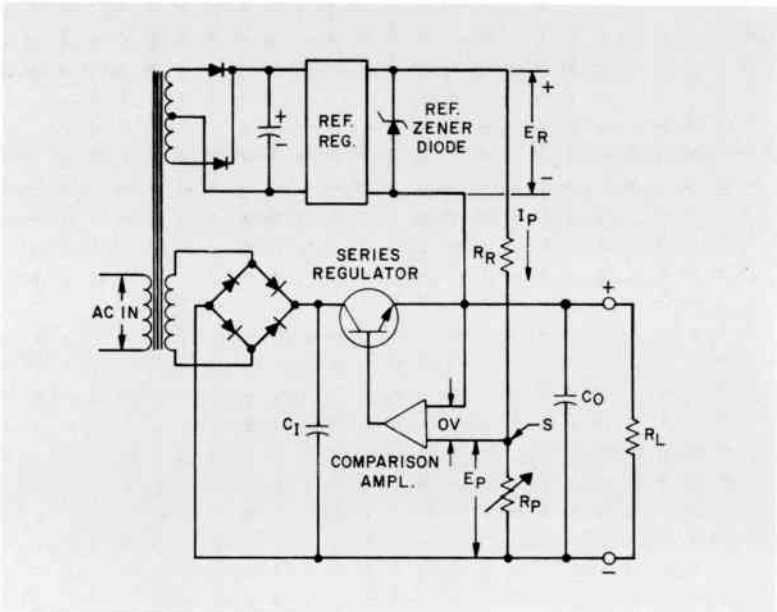 +
-
REF.
REG.
REF.
ZENER
DIODE
+
E_R
-
I_P
R_R
SERIES
REGULATOR
AC IN
+
C_I
OV
S
C_O
R_L
COMPARISON
AMPL.
E_P
R_P
-